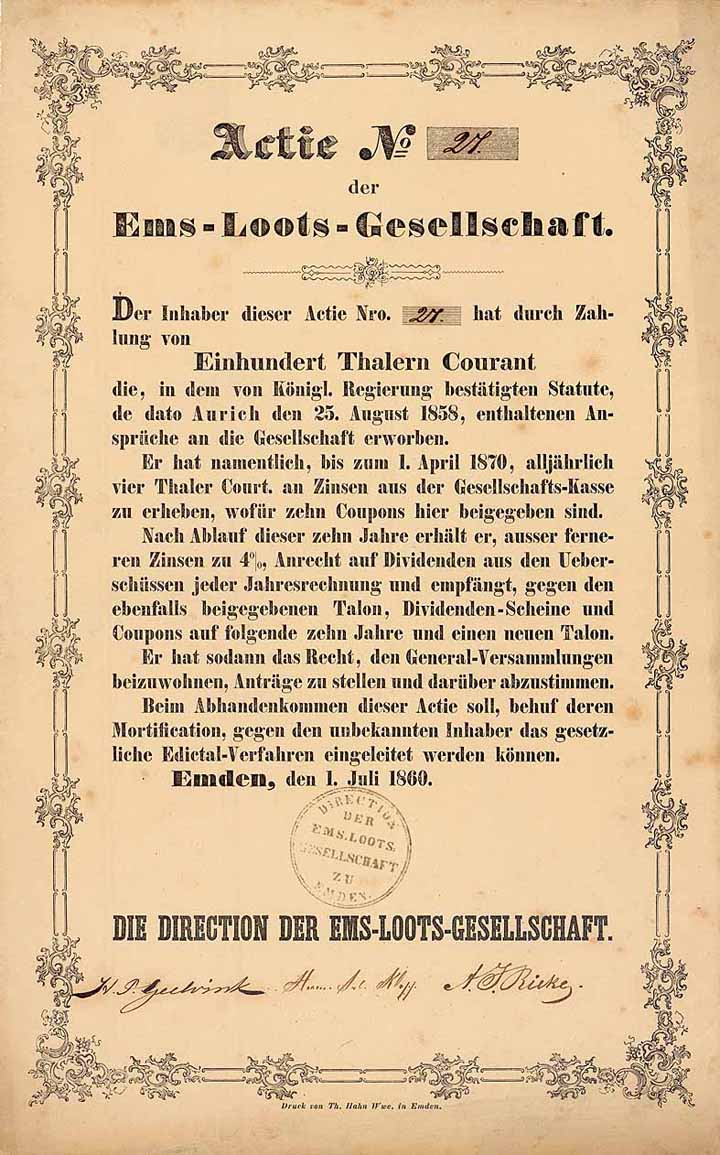 Actie No 27.
der
Ems-Loots-Gesellschaft.
Der Inhaber dieser Actie Nro. 27. hat durch Zah-
lung von
Einhundert Thalern Courant
die, in dem von Königl. Regierung bestätigten Statute,
de dato Aurich den 25. August 1858, enthaltenen An-
sprüche an die Gesellschaft erworben.
Er hat namentlich, bis zum 1. April 1870, alljährlich
vier Thaler Court. an Zinsen aus der Gesellschafts-Kasse
zu erheben, wofür zehn Coupons hier beigegeben sind.
Nach Ablauf dieser zehn Jahre erhält er, ausser ferne-
ren Zinsen zu 4%, Anrecht auf Dividenden aus den Ueber-
schüssen jeder Jahresrechnung und empfängt, gegen den
ebenfalls beigegebenen Talon, Dividenden-Scheine und
Coupons auf folgende zehn Jahre und einen neuen Talon.
Er hat sodann das Recht, den General-Versammlungen
beizuwohnen, Anträge zu stellen und darüber abzustimmen.
Beim Abhandenkommen dieser Actie soll, behuf deren
Mortification, gegen den unbekannten Inhaber das gesetz-
liche Edictal-Verfahren eingeleitet werden können.
Emden, den 1. Juli 1860.
DIRECTION
DER
EMS.LOOTS.
GESELLSCHAFT
ZU
EMDEN.
DIE DIRECTION DER EMS-LOOTS-GESELLSCHAFT.
H. P. Geelvink A. J. Ricke.
Druck von Th. Hahn Wwe. in Emden.